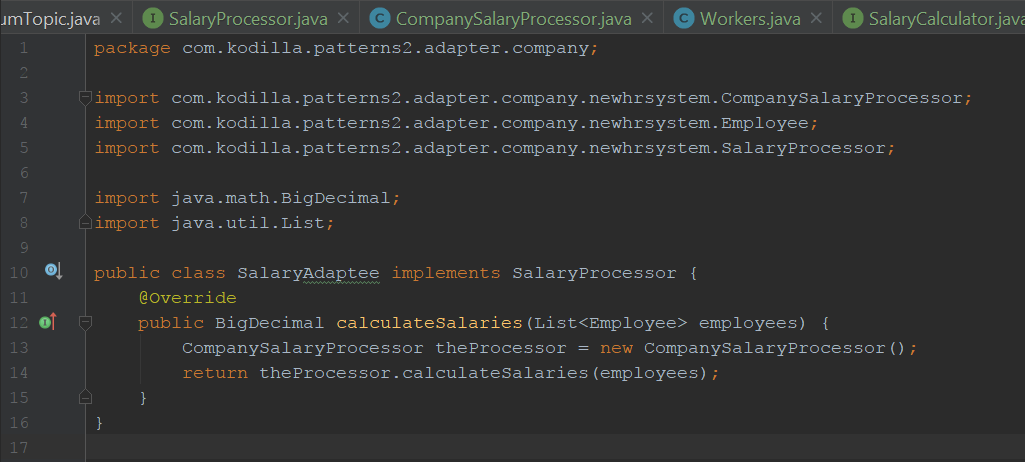 umTopic.java SalaryProcessor.java CompanySalaryProcessor.java Workers.java SalaryCalculator.java
1 package com.kodilla.patterns2.adapter.company;
2
3 import com.kodilla.patterns2.adapter.company.newhrsystem.CompanySalaryProcessor;
4 import com.kodilla.patterns2.adapter.company.newhrsystem.Employee;
5 import com.kodilla.patterns2.adapter.company.newhrsystem.SalaryProcessor;
6
7 import java.math.BigDecimal;
8 import java.util.List;
9
10 public class SalaryAdaptee implements SalaryProcessor {
11     @Override
12     public BigDecimal calculateSalaries(List<Employee> employees) {
13         CompanySalaryProcessor theProcessor = new CompanySalaryProcessor();
14         return theProcessor.calculateSalaries(employees);
15     }
16 }
17